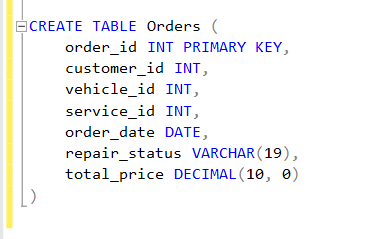 CREATE TABLE Orders (
order_id INT PRIMARY KEY,
customer_id INT,
vehicle_id INT,
service_id INT,
order_date DATE,
repair_status VARCHAR(19),
total_price DECIMAL(10, 0)
)